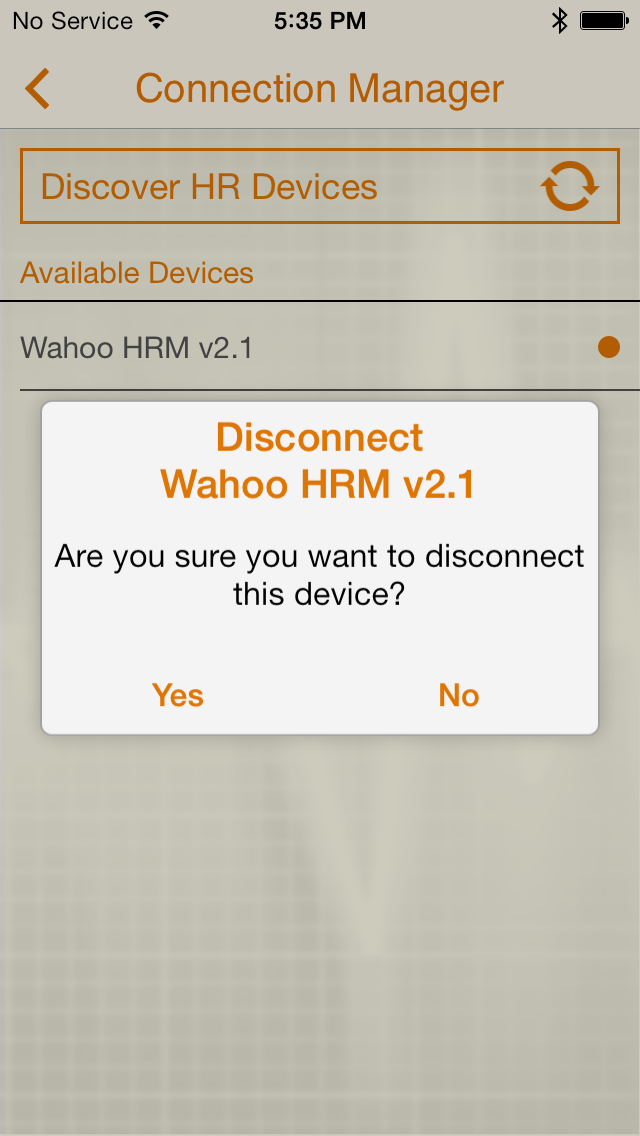 No Service 5:35 PM
Connection Manager
Discover HR Devices
Available Devices
Wahoo HRM v2.1
Disconnect
Wahoo HRM v2.1
Are you sure you want to disconnect
this device?
Yes No